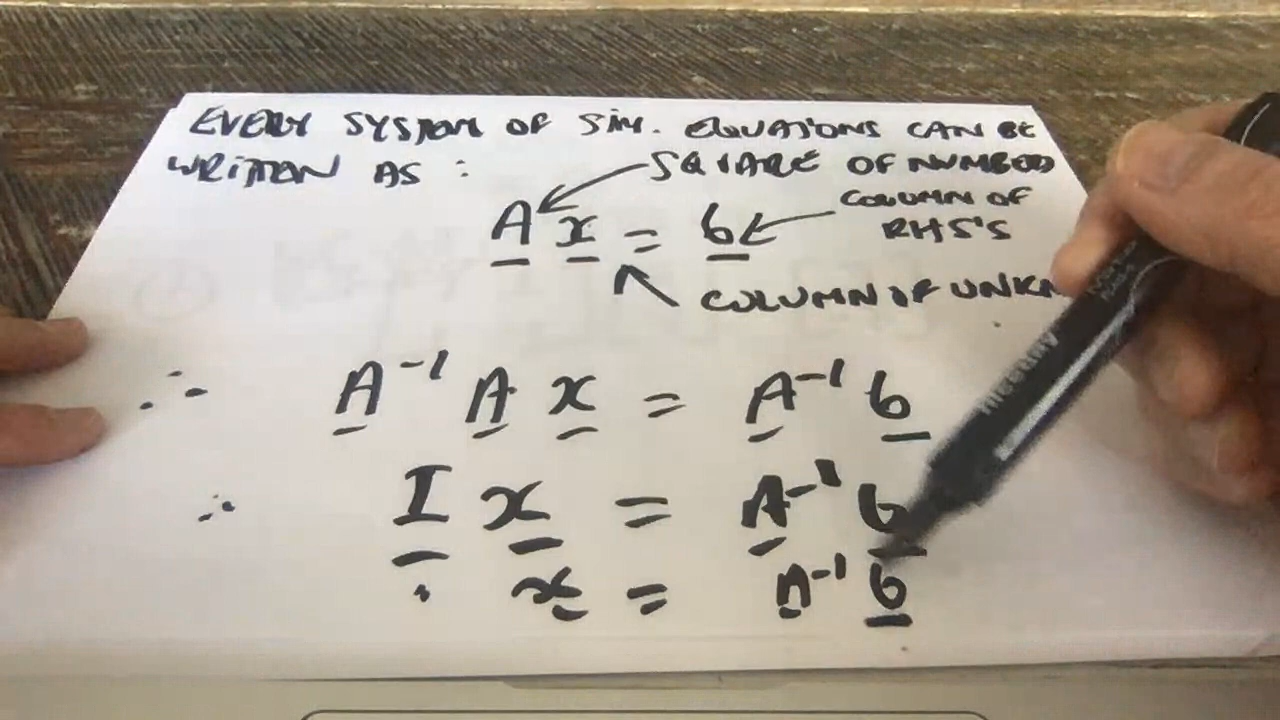 EVERY SYSTEM OF SIM. EQUATIONS CAN BE
WRITTEN AS :
SQUARE OF NUMBERS
A x = b
COLUMN OF
RHS'S
COLUMN OF UNKN
∴ A⁻¹ A x = A⁻¹ b
∴ I x = A⁻¹ b
x = A⁻¹ b